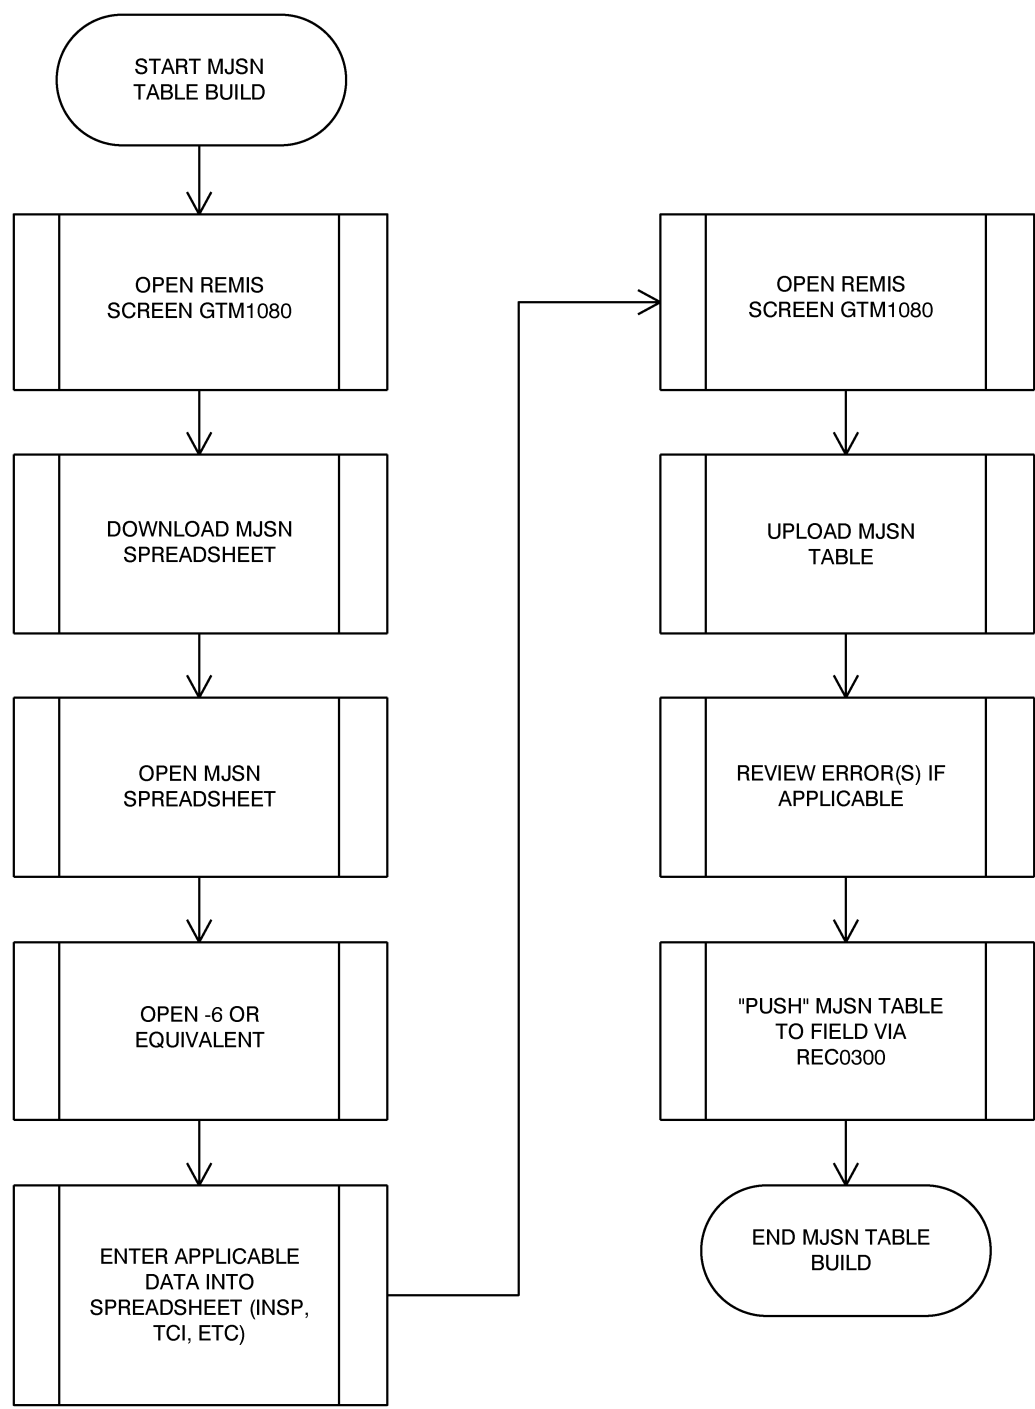 START MJSN
TABLE BUILD
OPEN REMIS
SCREEN GTM1080
DOWNLOAD MJSN
SPREADSHEET
OPEN MJSN
SPREADSHEET
OPEN -6 OR
EQUIVALENT
ENTER APPLICABLE
DATA INTO
SPREADSHEET (INSP,
TCI, ETC)
OPEN REMIS
SCREEN GTM1080
UPLOAD MJSN
TABLE
REVIEW ERROR(S) IF
APPLICABLE
"PUSH" MJSN TABLE
TO FIELD VIA
REC0300
END MJSN TABLE
BUILD